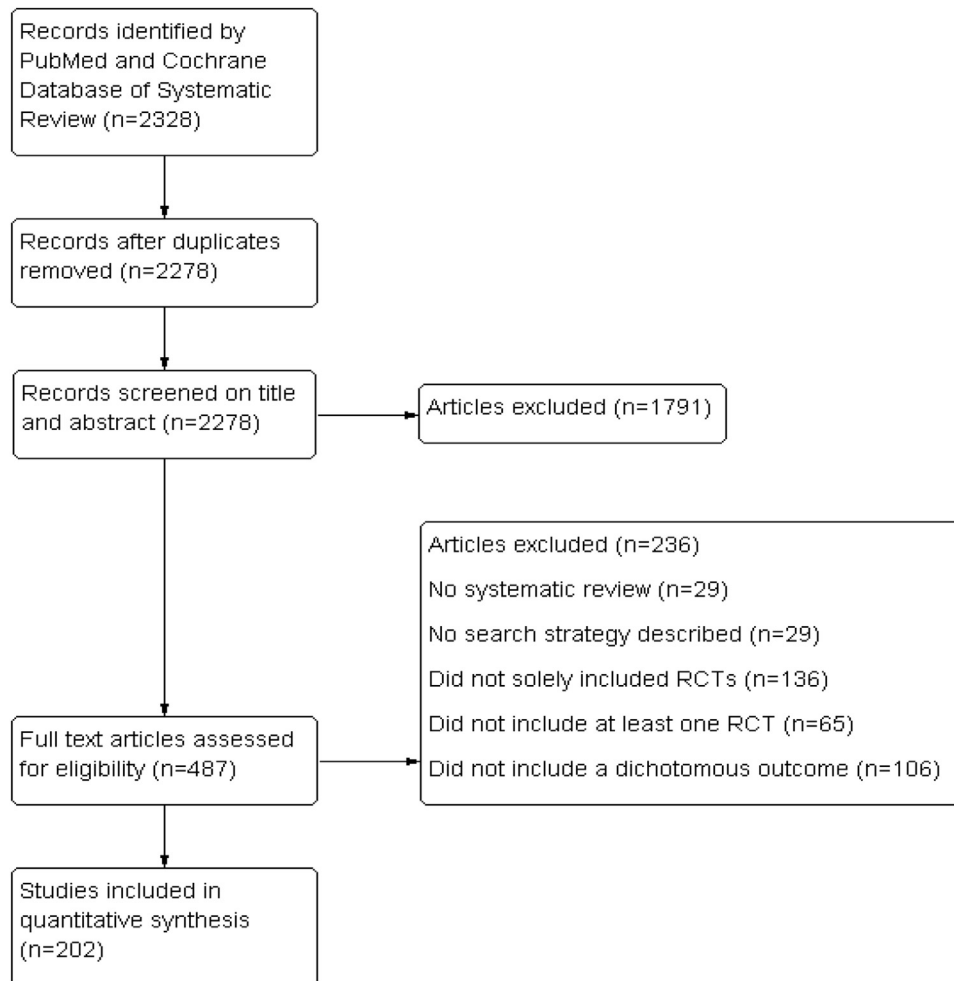 Records identified by
PubMed and Cochrane
Database of Systematic
Review (n=2328)
Records after duplicates
removed (n=2278)
Records screened on title
and abstract (n=2278)
Articles excluded (n=1791)
Articles excluded (n=236)
No systematic review (n=29)
No search strategy described (n=29)
Did not solely included RCTs (n=136)
Did not include at least one RCT (n=65)
Did not include a dichotomous outcome (n=106)
Full text articles assessed
for eligibility (n=487)
Studies included in
quantitative synthesis
(n=202)